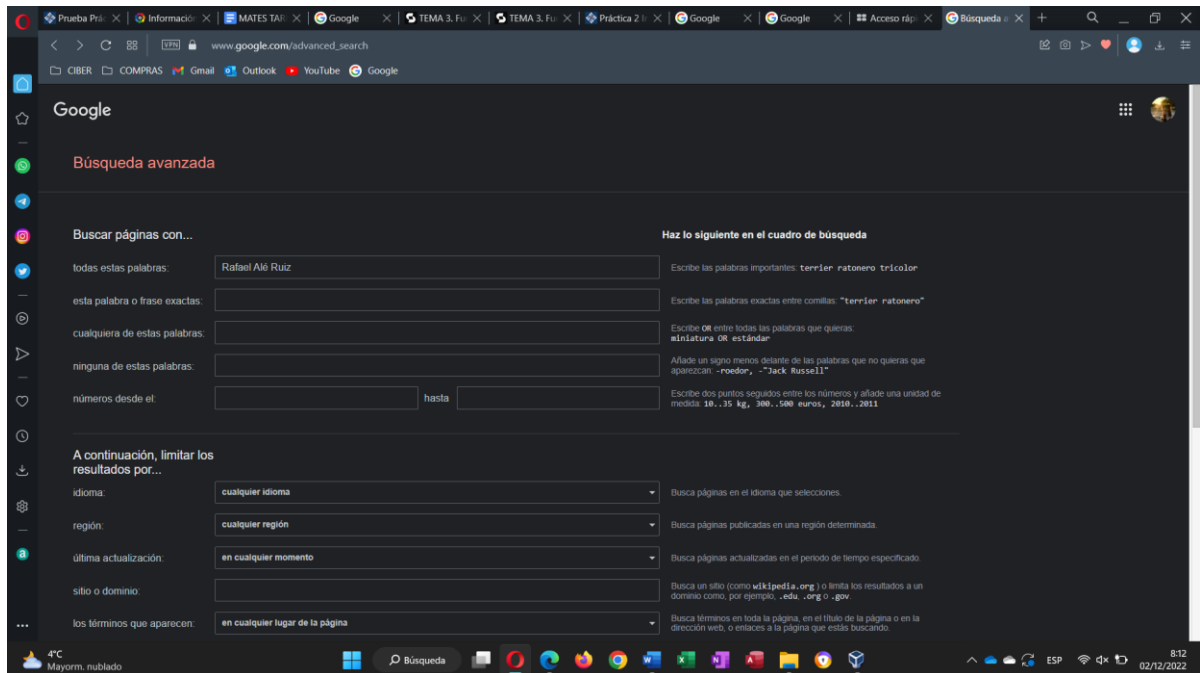 Prueba Prác
Informació
MATES TAR
Google
TEMA 3. Fu
TEMA 3. Fu
Práctica 2 I
Google
Google
Acceso ráp
Búsqueda a
VPN
www.google.com/advanced_search
CIBER
COMPRAS
Gmail
Outlook
YouTube
Google
Google
Búsqueda avanzada
Buscar páginas con...
Haz lo siguiente en el cuadro de búsqueda
todas estas palabras:
Rafael Alé Ruiz
Escribe las palabras importantes: terrier ratonero tricolor
esta palabra o frase exactas:
Escribe las palabras exactas entre comillas: "terrier ratonero"
cualquiera de estas palabras:
Escribe OR entre todas las palabras que quieras:
miniatura OR estándar
ninguna de estas palabras:
Añade un signo menos delante de las palabras que no quieras que
aparezcan: -roedor, -"Jack Russell"
números desde el:
hasta
Escribe dos puntos seguidos entre los números y añade una unidad de
medida: 10..35 kg, 300..500 euros, 2010..2011
A continuación, limitar los
resultados por...
idioma:
cualquier idioma
Busca páginas en el idioma que selecciones.
región:
cualquier región
Busca páginas publicadas en una región determinada.
última actualización:
en cualquier momento
Busca páginas actualizadas en el periodo de tiempo especificado.
sitio o dominio:
Busca un sitio (como wikipedia.org ) o limita los resultados a un
dominio como, por ejemplo, .edu, .org o .gov.
los términos que aparecen:
en cualquier lugar de la página
Busca términos en toda la página, en el título de la página o en la
dirección web, o enlaces a la página que estás buscando.
4°C
Mayorm. nublado
Búsqueda
ESP
8:12
02/12/2022